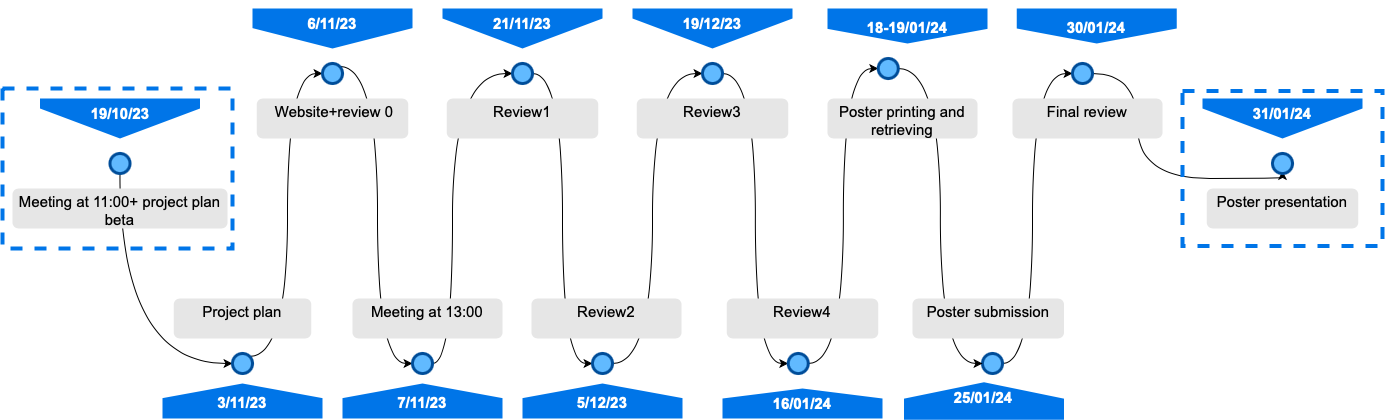 19/10/23
Meeting at 11:00+ project plan
beta
3/11/23
Project plan
6/11/23
Website+review 0
7/11/23
Meeting at 13:00
21/11/23
Review1
5/12/23
Review2
19/12/23
Review3
16/01/24
Review4
18-19/01/24
Poster printing and
retrieving
25/01/24
Poster submission
30/01/24
Final review
31/01/24
Poster presentation